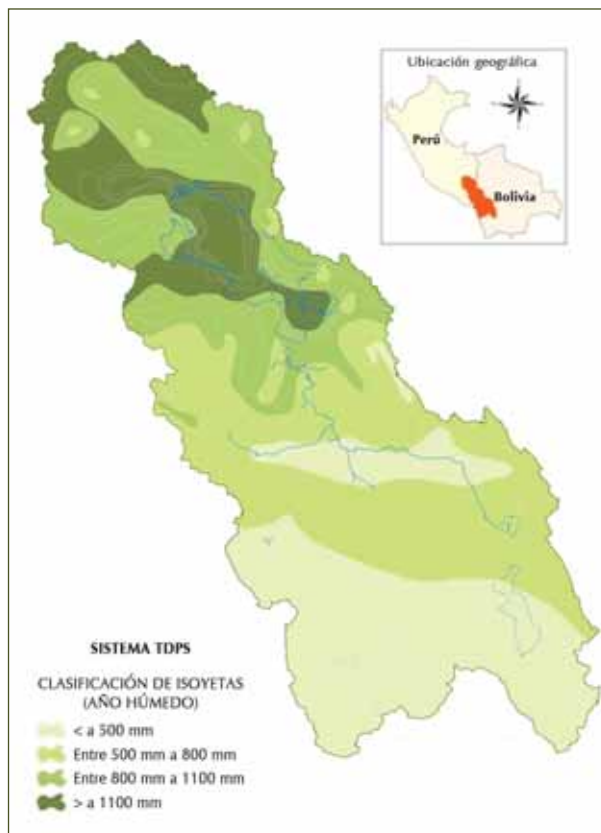 Ubicación geográfica
Perú
Bolivia
SISTEMA TDPS
CLASIFICACIÓN DE ISOYETAS
(AÑO HÚMEDO)
< a 500 mm
Entre 500 mm a 800 mm
Entre 800 mm a 1100 mm
> a 1100 mm